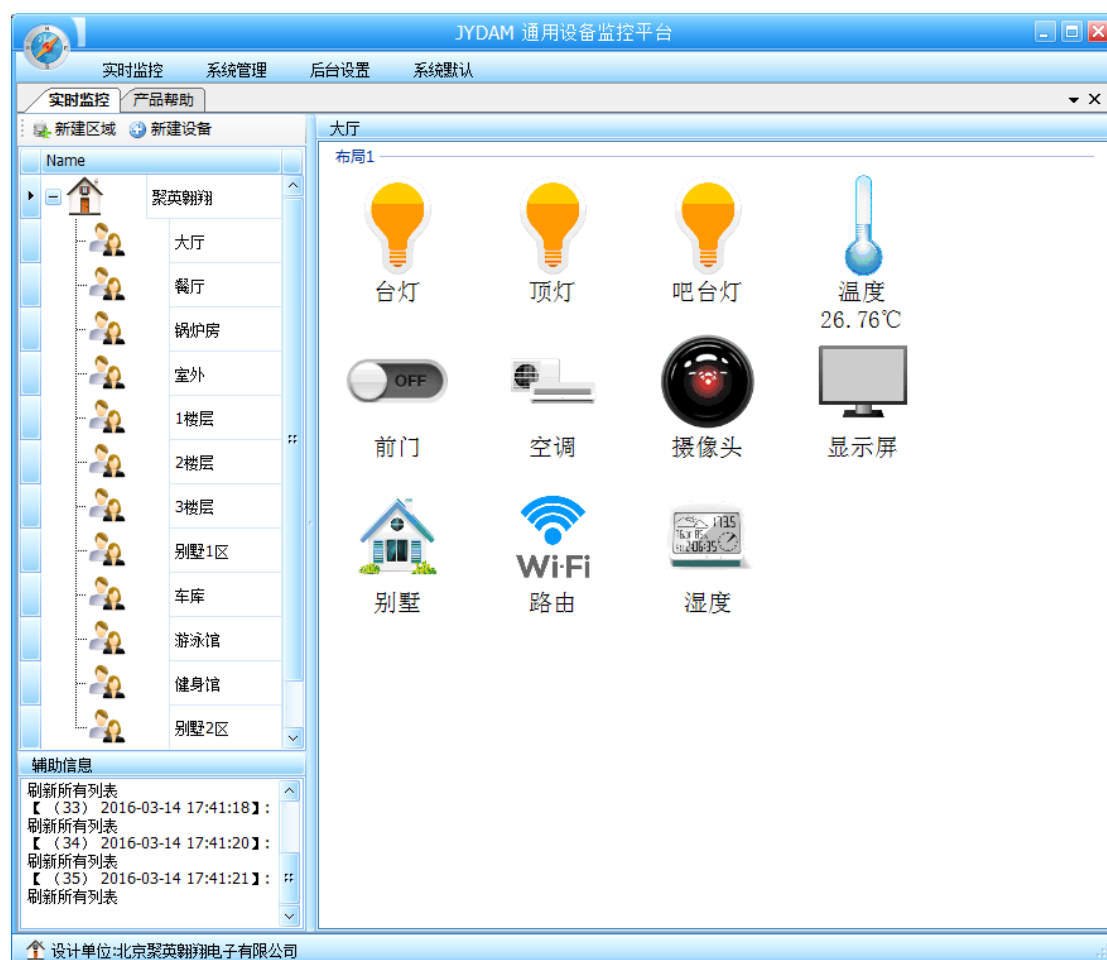 JYDAM 通用设备监控平台
实时监控 系统管理 后台设置 系统默认
实时监控 产品帮助
新建区域 新建设备
大厅
Name
聚英翱翔
大厅
餐厅
锅炉房
室外
1楼层
2楼层
3楼层
别墅1区
车库
游泳馆
健身馆
别墅2区
布局1
台灯 顶灯 吧台灯 温度
26.76℃
OFF
前门 空调 摄像头 显示屏
Wi-Fi
别墅 路由 湿度
辅助信息
刷新所有列表
【 （33） 2016-03-14 17:41:18】:
刷新所有列表
【 （34） 2016-03-14 17:41:20】:
刷新所有列表
【 （35） 2016-03-14 17:41:21】:
刷新所有列表
设计单位:北京聚英翱翔电子有限公司